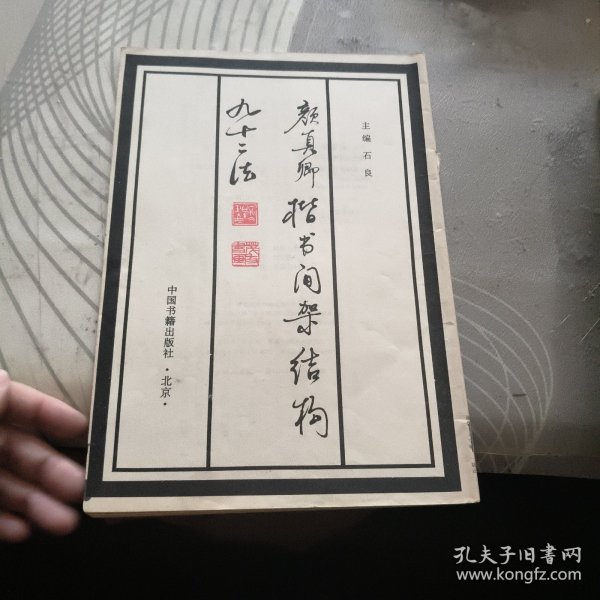 主编 石良
颜真卿楷书间架结构
九十二法
中国书籍出版社
·北京·
孔夫子旧書网
www.kongfz.com